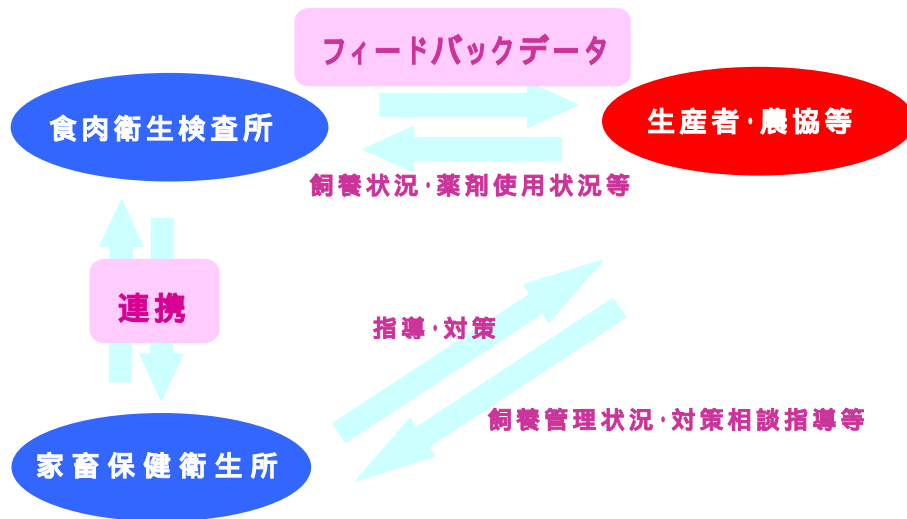 フィードバックデータ
食肉衛生検査所
生産者・農協等
飼養状況・薬剤使用状況等
連携
指導・対策
飼養管理状況・対策相談指導等
家畜保健衛生所